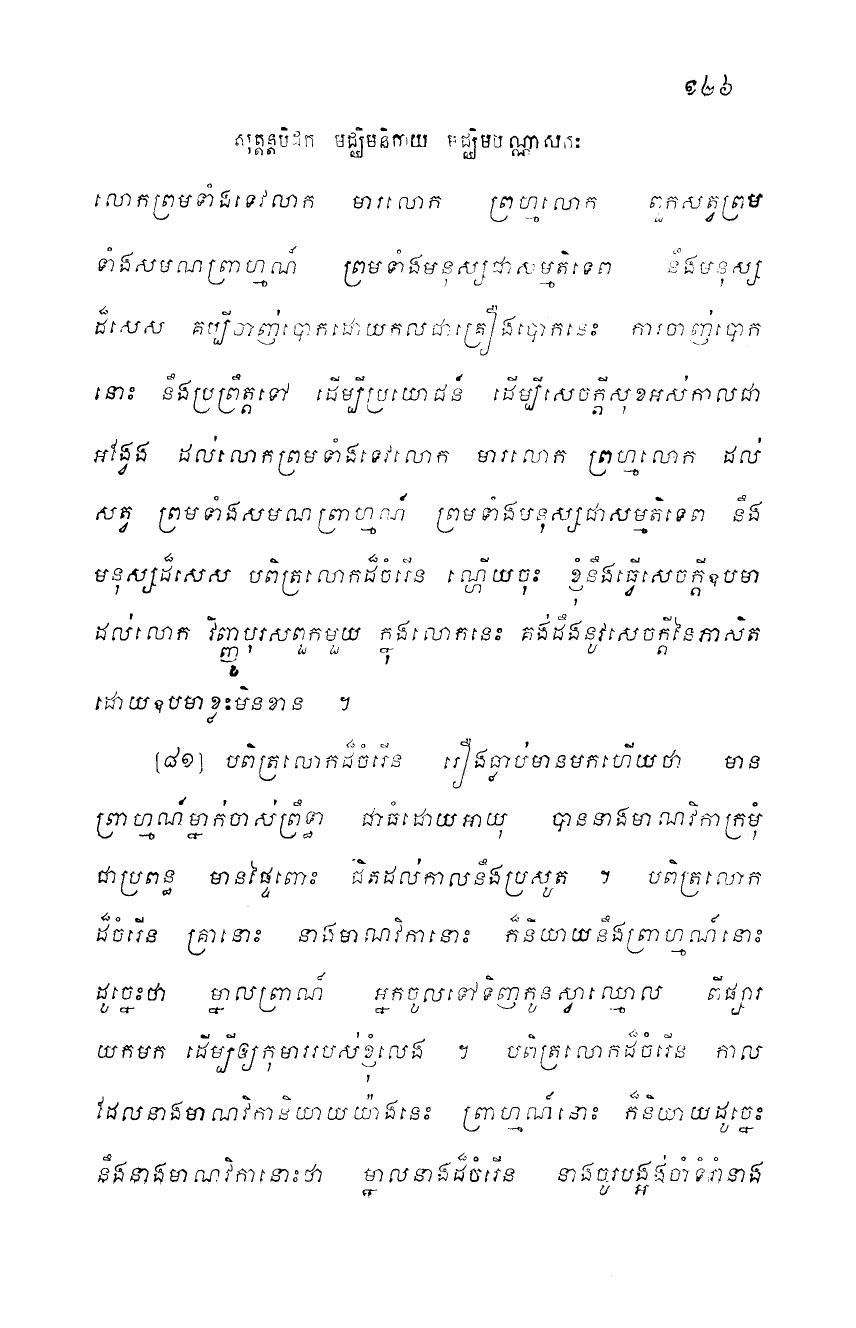 ១២៦
សុត្តន្តបិដក មជ្ឈិមនិកាយ មជ្ឈិមបណ្ណាសកៈ
លោកព្រមទាំងទេវលោក មារលោក ព្រហ្មលោក ពួកសត្វព្រម
ទាំងសមណព្រាហ្មណ៍ ព្រមទាំងមនុស្សជាសម្មតិទេព នឹងមនុស្ស
ដ៏សេស គប្បីទាញ់បោកដោយកលជាគ្រឿងបោកនេះ ការទាញ់បោក
នោះ នឹងប្រព្រឹត្តទៅ ដើម្បីប្រយោជន៍ ដើម្បីសេចក្តីសុខអស់កាលជា
អង្វែង ដល់លោកព្រមទាំងទេវលោក មារលោក ព្រហ្មលោក ដល់
សត្វ ព្រមទាំងសមណព្រាហ្មណ៍ ព្រមទាំងមនុស្សជាសម្មតិទេព នឹង
មនុស្សដ៏សេស បពិត្រលោកដ៏ចំរើន ណ្ហើយចុះ ខ្ញុំនឹងធ្វើសេចក្តីឧបមា
ដល់លោក វិញ្ញូបុរសពួកមួយ ក្នុងលោកនេះ គង់ដឹងនូវសេចក្តីនៃភាសិត
ដោយឧបមាខ្លះមិនខាន ។
[៨១] បពិត្រលោកដ៏ចំរើន រឿងធ្លាប់មានមកហើយថា មាន
ព្រាហ្មណ៍ម្នាក់ចាស់ព្រឹទ្ធា ជាធំដោយអាយុ បាននាងមាណវិកាក្រមុំ
ជាប្រពន្ធ មានផ្ទៃពោះ ជិតដល់កាលនឹងប្រសូត ។ បពិត្រលោក
ដ៏ចំរើន គ្រានោះ នាងមាណវិកានោះ ក៏និយាយនឹងព្រាហ្មណ៍នោះ
ដូច្នេះថា ម្នាលព្រាណ៍ អ្នកចូលទៅទិញកូនស្វាឈ្មោល ពីផ្សារ
យកមក ដើម្បីឲ្យកុមាររបស់ខ្ញុំលេង ។ បពិត្រលោកដ៏ចំរើន កាល
ដែលនាងមាណវិកានិយាយយ៉ាងនេះ ព្រាហ្មណ៍នោះ ក៏និយាយដូច្នេះ
នឹងនាងមាណវិកានោះថា ម្នាលនាងដ៏ចំរើន នាងចូរបង្អង់ចាំទំរាំនាង